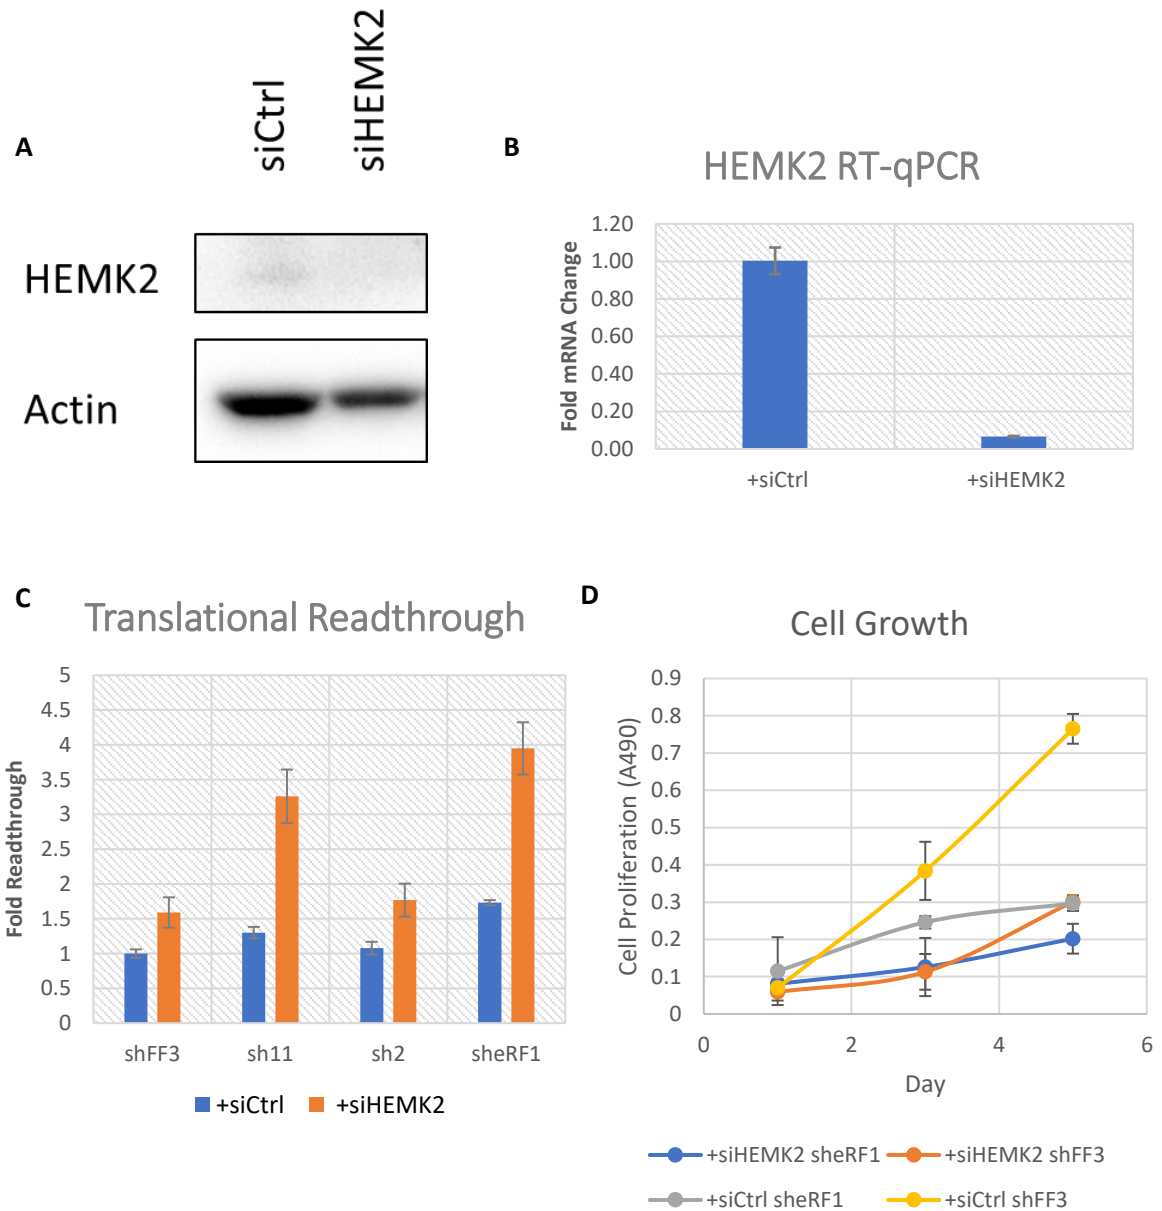 A
siCtrl
siHEMK2
HEMK2
Actin
B
HEMK2 RT-qPCR
Fold mRNA Change
1.20
1.00
0.80
0.60
0.40
0.20
0.00
+siCtrl
+siHEMK2
C
Translational Readthrough
Fold Readthrough
5
4.5
4
3.5
3
2.5
2
1.5
1
0.5
0
shFF3
sh11
sh2
sheRF1
+siCtrl
+siHEMK2
D
Cell Growth
Cell Proliferation (A490)
0.9
0.8
0.7
0.6
0.5
0.4
0.3
0.2
0.1
0
0
2
4
6
Day
+siHEMK2 sheRF1
+siHEMK2 shFF3
+siCtrl sheRF1
+siCtrl shFF3